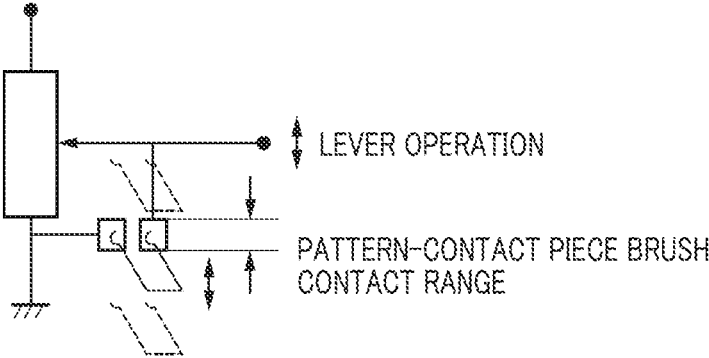 LEVER OPERATION
PATTERN-CONTACT PIECE BRUSH
CONTACT RANGE